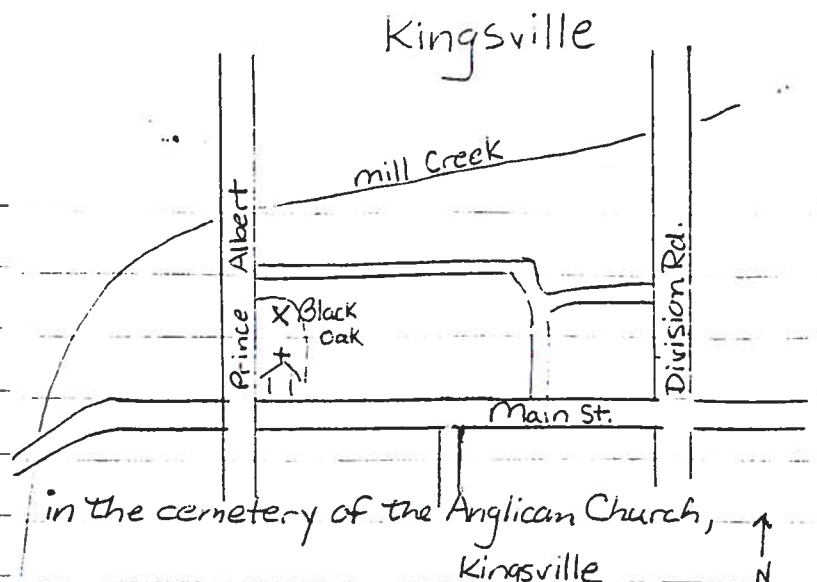 Kingsville
Mill Creek
Prince Albert
Division Rd.
X Black
Oak
Main St.
in the cemetery of the Anglican Church,
Kingsville
N